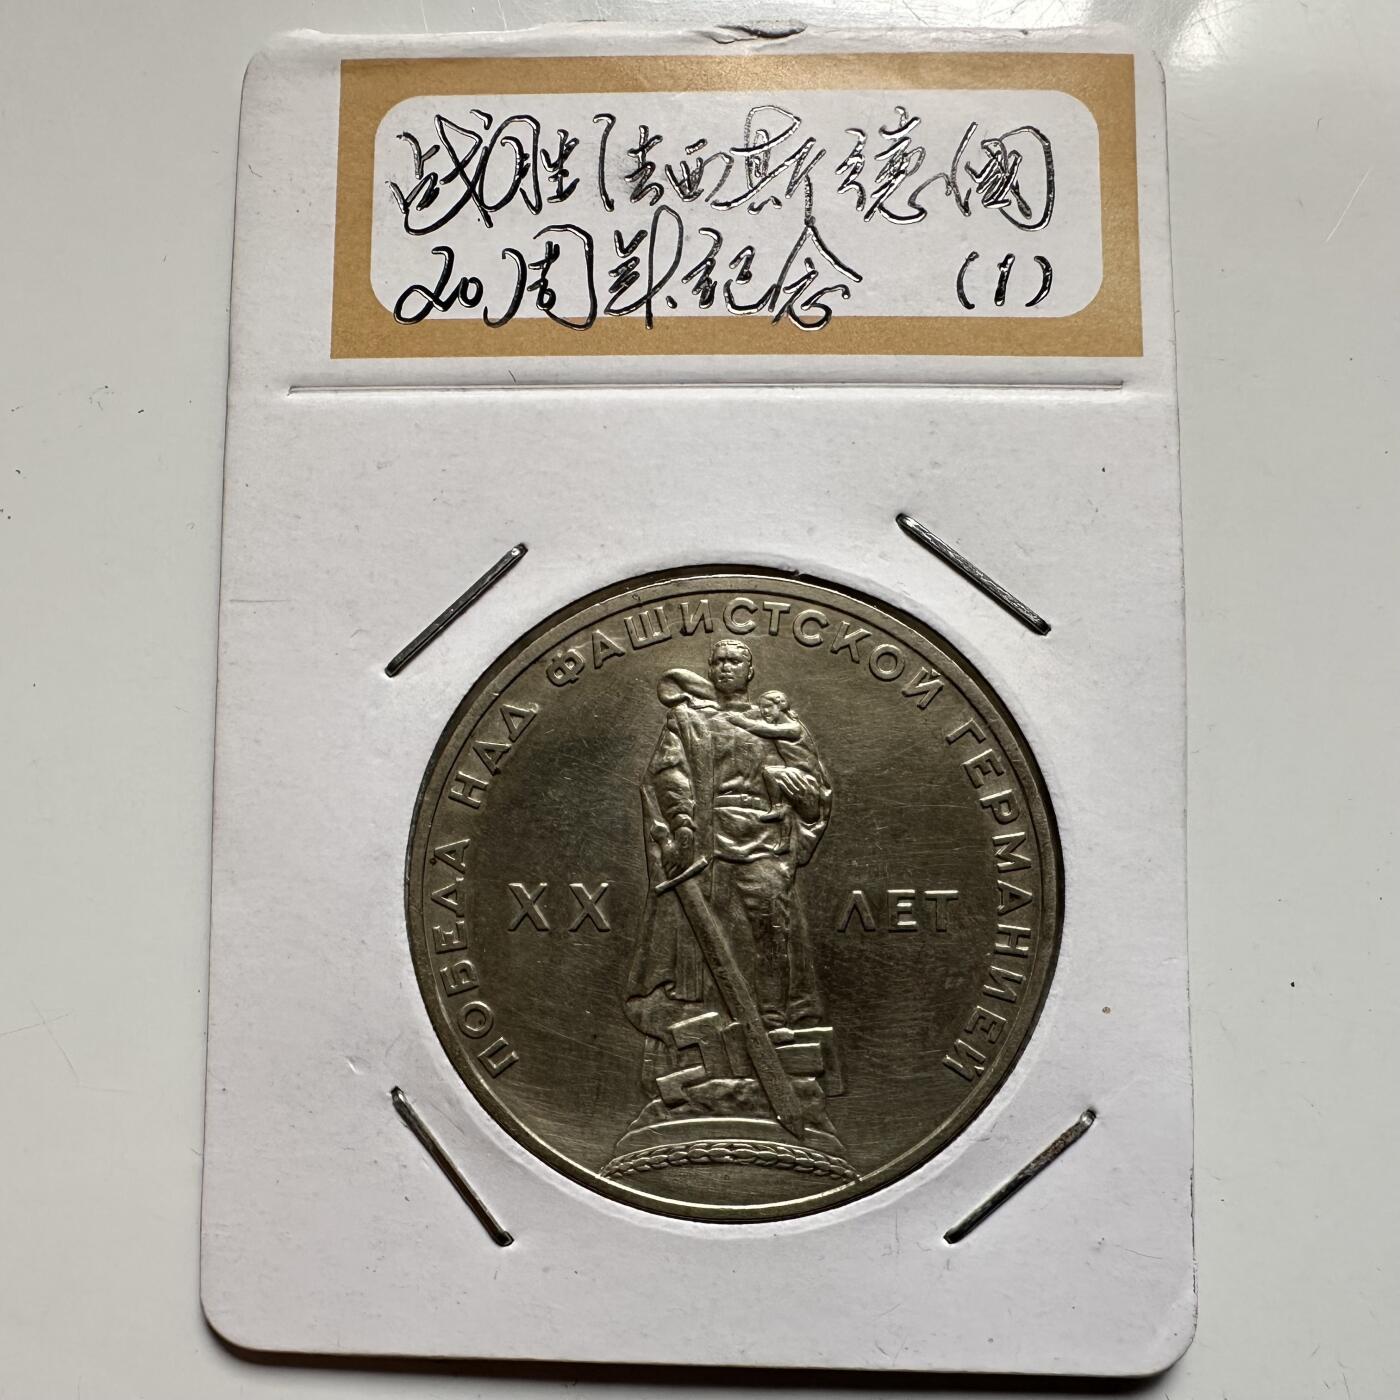 战胜法西斯德國
20周年纪念 (1)
ПОБЕДА НАД ФАШИСТСКОЙ ГЕРМАНИЕЙ
XX ЛЕТ